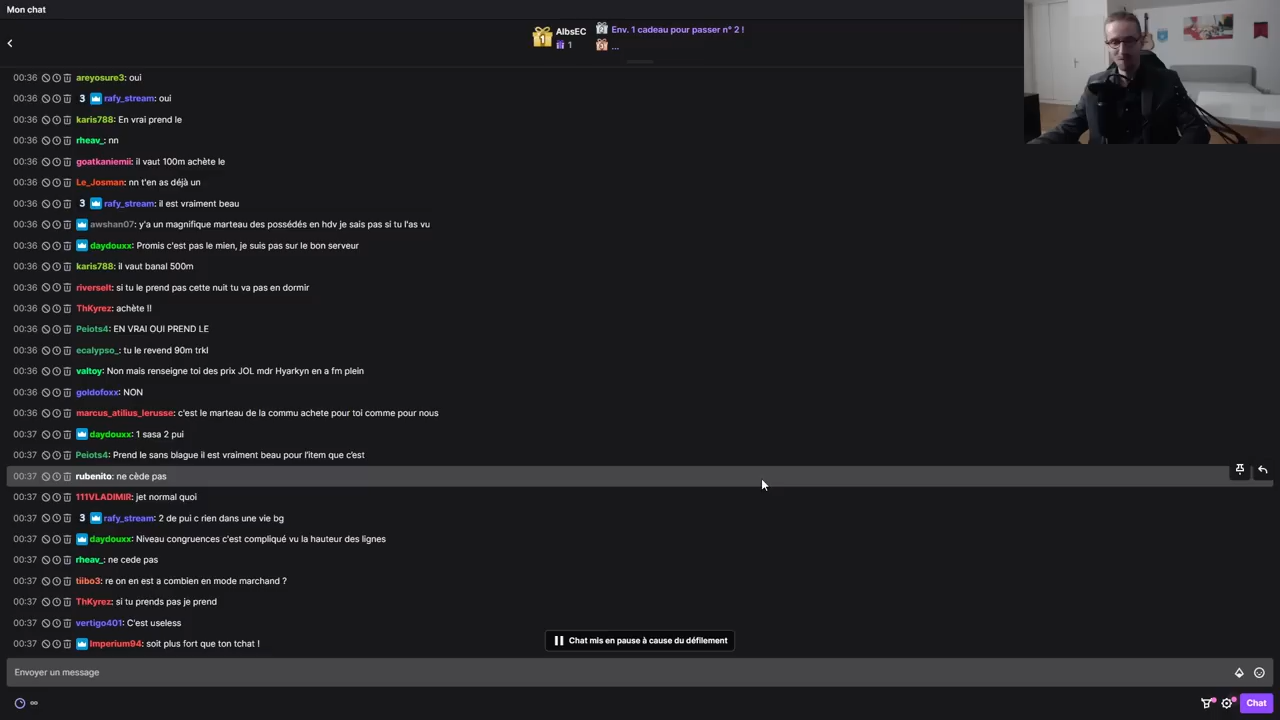 Mon chat
AlbsEC
1
Env. 1 cadeau pour passer n° 2 !
...
00:36 areyosure3: oui
00:36 3 rafy_stream: oui
00:36 karis788: En vrai prend le
00:36 rheav_: nn
00:36 goatkaniemii: il vaut 100m achète le
00:36 Le_Josman: nn t'en as déjà un
00:36 3 rafy_stream: il est vraiment beau
00:36 awshan07: y'a un magnifique marteau des possédés en hdv je sais pas si tu l'as vu
00:36 daydouxx: Promis c'est pas le mien, je suis pas sur le bon serveur
00:36 karis788: il vaut banal 500m
00:36 riverselt: si tu le prend pas cette nuit tu va pas en dormir
00:36 ThKyrez: achète !!
00:36 Peiots4: EN VRAI OUI PREND LE
00:36 ecalypso_: tu le revend 90m trkl
00:36 valtoy: Non mais renseigne toi des prix JOL mdr Hyarkyn en a fm plein
00:36 goldofoxx: NON
00:36 marcus_atilius_lerusse: c'est le marteau de la commu achete pour toi comme pour nous
00:37 daydouxx: 1 sasa 2 pui
00:37 Peiots4: Prend le sans blague il est vraiment beau pour l'item que c'est
00:37 rubenito: ne cède pas
00:37 111VLADIMIR: jet normal quoi
00:37 3 rafy_stream: 2 de pui c rien dans une vie bg
00:37 daydouxx: Niveau congruences c'est compliqué vu la hauteur des lignes
00:37 rheav_: ne cede pas
00:37 tiibo3: re on en est a combien en mode marchand ?
00:37 ThKyrez: si tu prends pas je prend
00:37 vertigo401: C'est useless
00:37 Imperium94: soit plus fort que ton tchat !
Chat mis en pause à cause du défilement
Envoyer un message
Chat